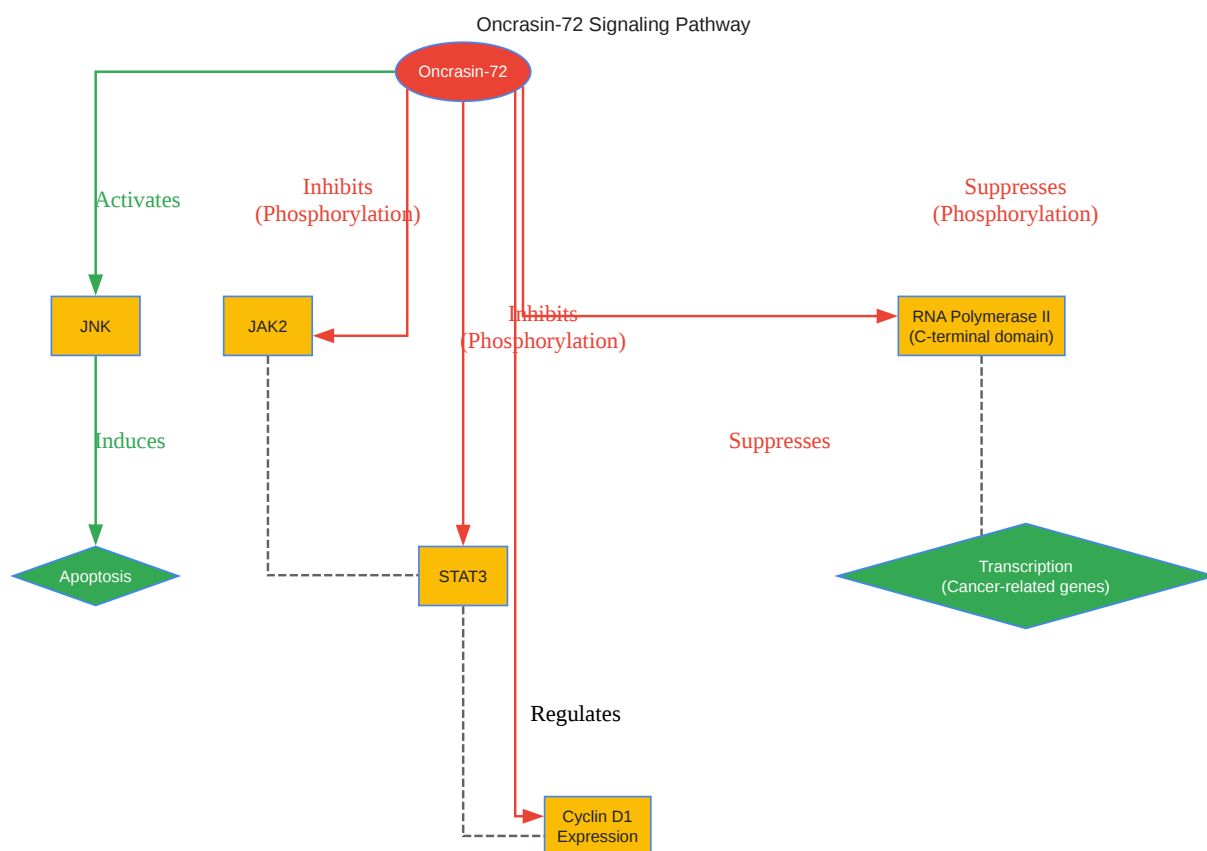 Oncrasin-72 Signaling Pathway
Oncrasin-72
Activates
Inhibits
(Phosphorylation)
Suppresses
(Phosphorylation)
JNK
JAK2
Inhibits
(Phosphorylation)
RNA Polymerase II
(C-terminal domain)
Induces
Suppresses
Apoptosis
STAT3
Transcription
(Cancer-related genes)
Regulates
Cyclin D1
Expression